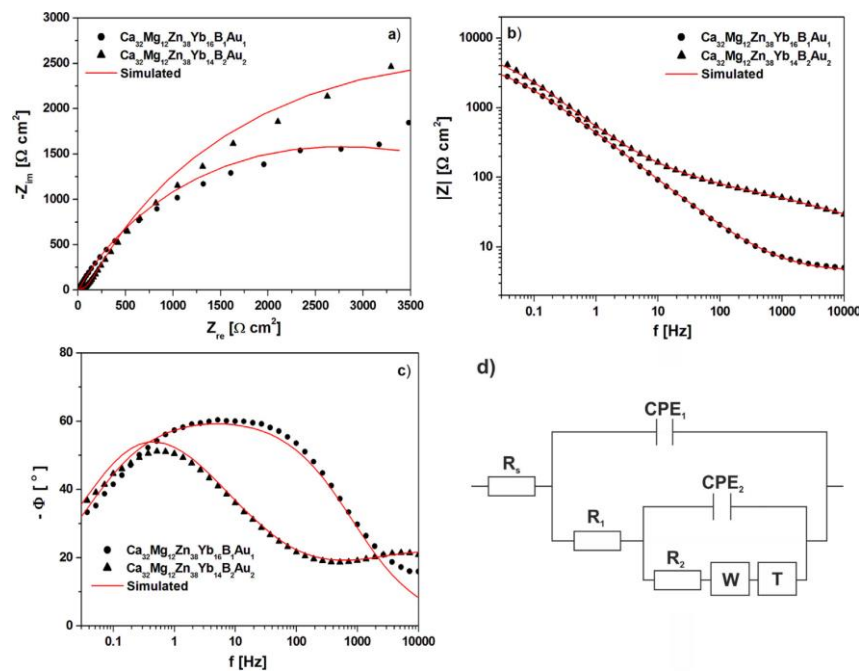 a)
● Ca₃₂Mg₁₂Zn₃₈Yb₁₆B₁Au₁
▲ Ca₃₂Mg₁₂Zn₃₈Yb₁₄B₂Au₂
Simulated
-Z_im [Ω cm²]
3000
2500
2000
1500
1000
500
0
0 500 1000 1500 2000 2500 3000 3500
Z_re [Ω cm²]
b)
● Ca₃₂Mg₁₂Zn₃₈Yb₁₆B₁Au₁
▲ Ca₃₂Mg₁₂Zn₃₈Yb₁₄B₂Au₂
Simulated
|Z| [Ω cm²]
10000
1000
100
10
0.1 1 10 100 1000 10000
f [Hz]
c)
- Φ [°]
80
60
40
20
0
● Ca₃₂Mg₁₂Zn₃₈Yb₁₆B₁Au₁
▲ Ca₃₂Mg₁₂Zn₃₈Yb₁₄B₂Au₂
Simulated
0.1 1 10 100 1000 10000
f [Hz]
d)
CPE₁
Rₛ
CPE₂
R₁
R₂ W T